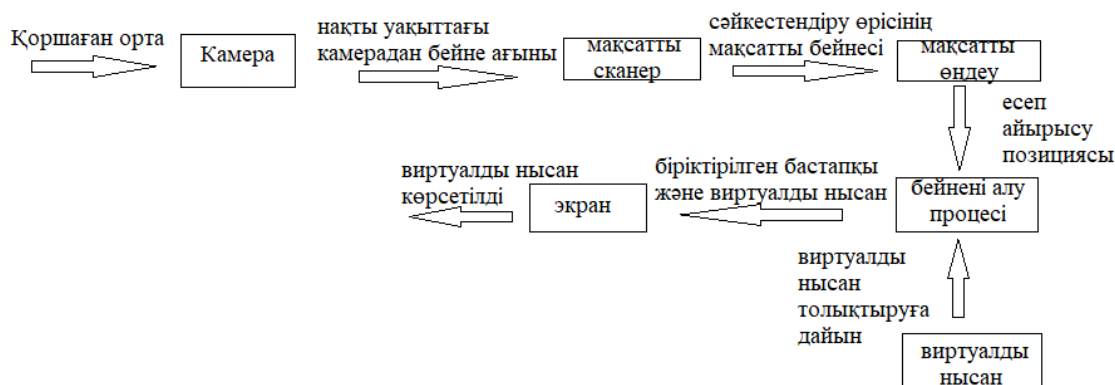 Қоршаған орта
Камера
нақты уақыттағы
камерадан бейне ағыны
мақсатты
сканер
сәйкестендіру өрісінің
мақсатты бейнесі
мақсатты
өңдеу
есеп
айырысу
позициясы
виртуалды нысан
көрсетілді
экран
біріктірілген бастапқы
және виртуалды нысан
бейнені алу
процесі
виртуалды
нысан
толықтыруға
дайын
виртуалды
нысан